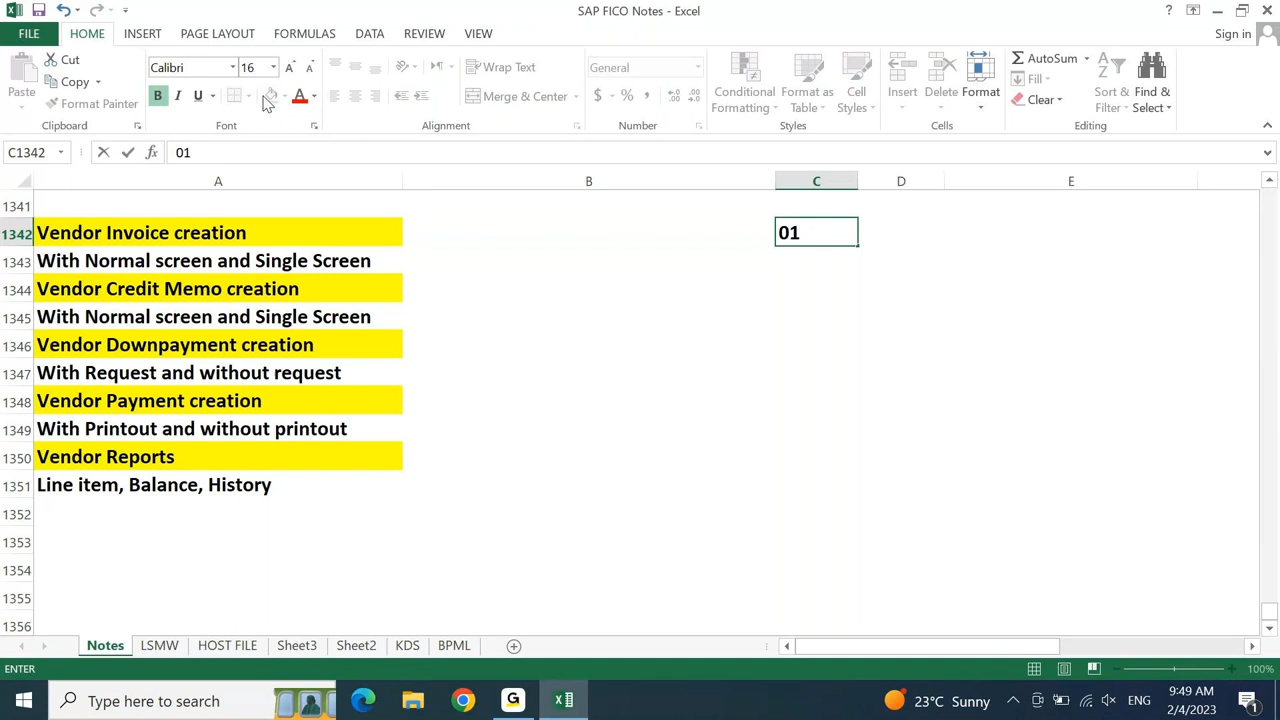 SAP FICO Notes - Excel
?
FILE
HOME
INSERT
PAGE LAYOUT
FORMULAS
DATA
REVIEW
VIEW
Sign in
Paste
Cut
Copy
Format Painter
Clipboard
Calibri
16
B I U
Font
Wrap Text
Merge & Center
Alignment
General
$ % ,
Number
Conditional Formatting
Format as Table
Cell Styles
Styles
Insert
Delete
Format
Cells
AutoSum
Fill
Clear
Sort & Filter
Find & Select
Editing
C1342
fx
01
A B C D E
1341
1342 Vendor Invoice creation 01
1343 With Normal screen and Single Screen
1344 Vendor Credit Memo creation
1345 With Normal screen and Single Screen
1346 Vendor Downpayment creation
1347 With Request and without request
1348 Vendor Payment creation
1349 With Printout and without printout
1350 Vendor Reports
1351 Line item, Balance, History
1352
1353
1354
1355
1356
Notes LSMW HOST FILE Sheet3 Sheet2 KDS BPML
ENTER
100%
Type here to search
23°C Sunny
ENG
9:49 AM
2/4/2023
1